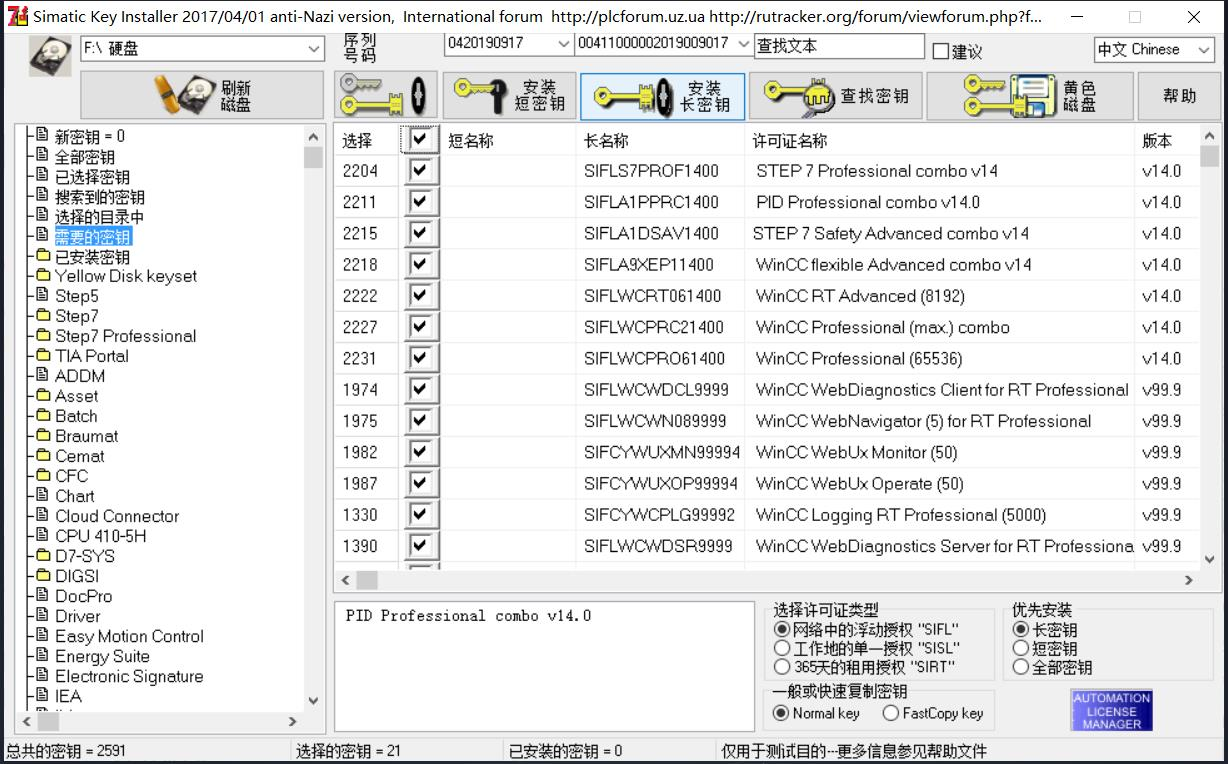 Simatic Key Installer 2017/04/01 anti-Nazi version, International forum http://plcforum.uz.ua http://rutracker.org/forum/viewforum.php?f...
F:\ 硬盘
序列
号码
0420190917
00411000002019009017
查找文本
建议
中文 Chinese
刷新
磁盘
安装
短密钥
安装
长密钥
查找密钥
黄色
磁盘
帮助
新密钥 = 0
全部密钥
已选择密钥
搜索到的密钥
选择的目录中
需要的密钥
已安装密钥
Yellow Disk keyset
Step5
Step7
Step7 Professional
TIA Portal
ADDM
Asset
Batch
Braumat
Cemat
CFC
Chart
Cloud Connector
CPU 410-5H
D7-SYS
DIGSI
DocPro
Driver
Easy Motion Control
Energy Suite
Electronic Signature
IEA
选择 短名称 长名称 许可证名称 版本
2204 SIFLS7PROF1400 STEP 7 Professional combo v14 v14.0
2211 SIFLA1PPRC1400 PID Professional combo v14.0 v14.0
2215 SIFLA1DSAV1400 STEP 7 Safety Advanced combo v14 v14.0
2218 SIFLA9XEP11400 WinCC flexible Advanced combo v14 v14.0
2222 SIFLWCRT061400 WinCC RT Advanced (8192) v14.0
2227 SIFLWCPRC21400 WinCC Professional (max.) combo v14.0
2231 SIFLWCPRO61400 WinCC Professional (65536) v14.0
1974 SIFLWCWDCL9999 WinCC WebDiagnostics Client for RT Professional v99.9
1975 SIFLWCWN089999 WinCC WebNavigator (5) for RT Professional v99.9
1982 SIFCYWUXMN99994 WinCC WebUx Monitor (50) v99.9
1987 SIFCYWUXOP99994 WinCC WebUx Operate (50) v99.9
1330 SIFCYWCPLG99992 WinCC Logging RT Professional (5000) v99.9
1390 SIFLWCWDSR9999 WinCC WebDiagnostics Server for RT Professiona v99.9
PID Professional combo v14.0
选择许可证类型
网络中的浮动授权 "SIFL"
工作地的单一授权 "SISL"
365天的租用授权 "SIRT"
一般或快速复制密钥
Normal key FastCopy key
优先安装
长密钥
短密钥
全部密钥
AUTOMATION
LICENSE
MANAGER
总共的密钥 = 2591 选择的密钥 = 21 已安装的密钥 = 0 仅用于测试目的--更多信息参见帮助文件